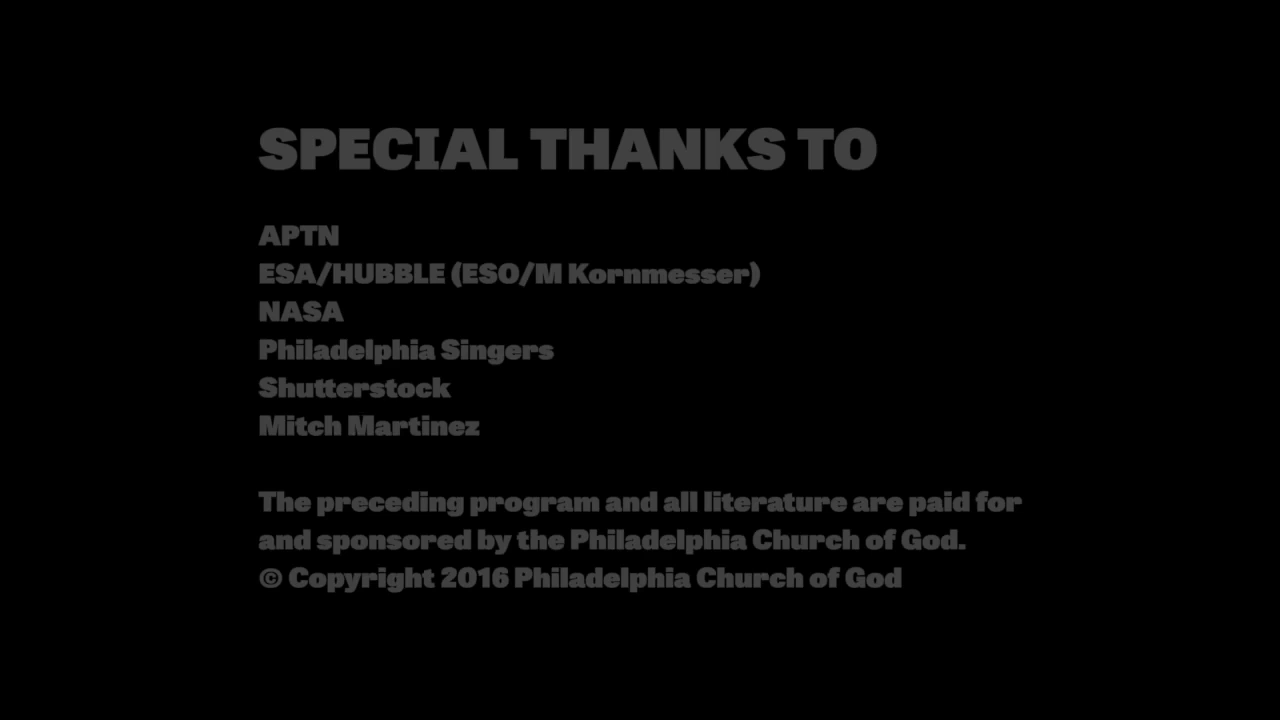 SPECIAL THANKS TO
APTN
ESA/HUBBLE (ESO/M Kornmesser)
NASA
Philadelphia Singers
Shutterstock
Mitch Martinez
The preceding program and all literature are paid for
and sponsored by the Philadelphia Church of God.
© Copyright 2016 Philadelphia Church of God